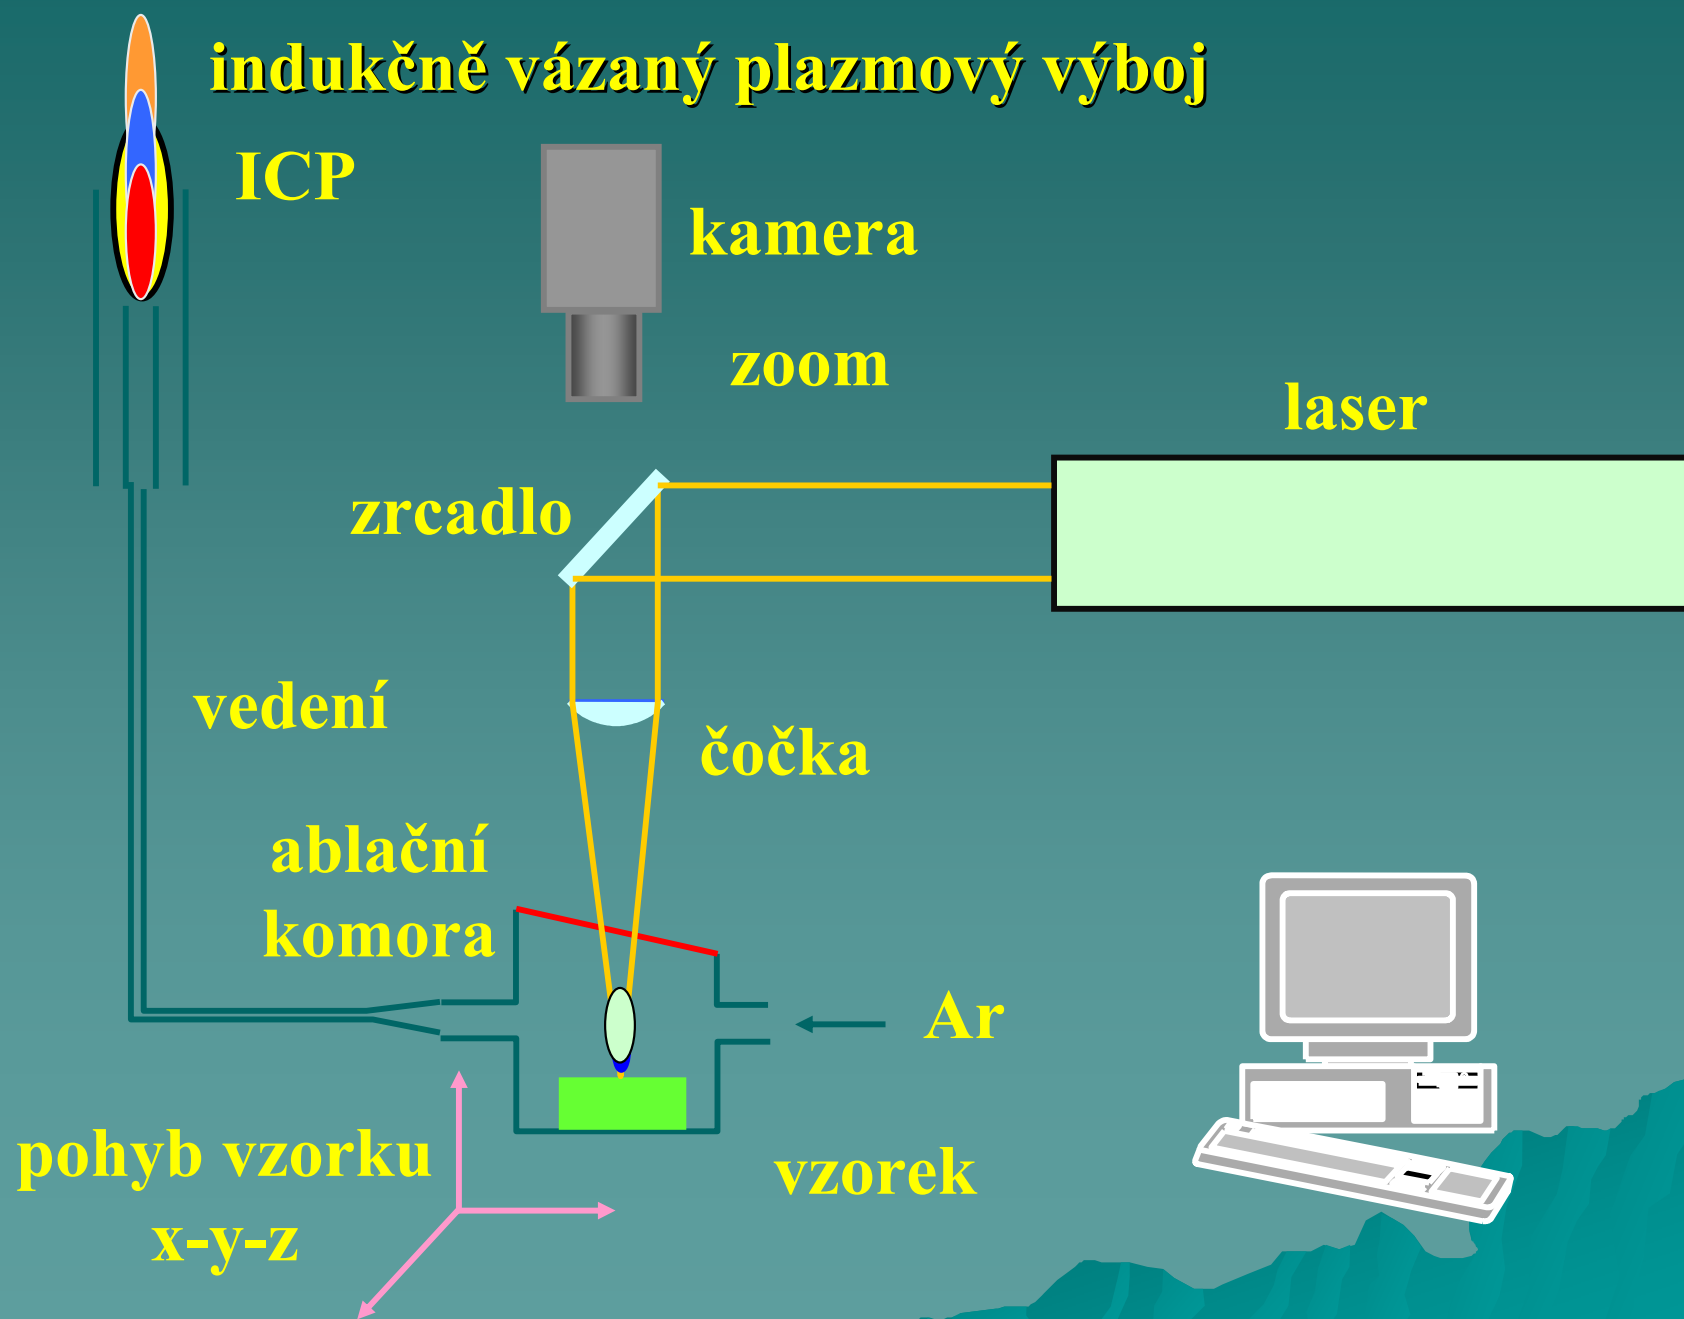 indukčně vázaný plazmový výboj
ICP
kamera
zoom
laser
zrcadlo
vedení
čočka
ablační
komora
Ar
pohyb vzorku
x-y-z
vzorek